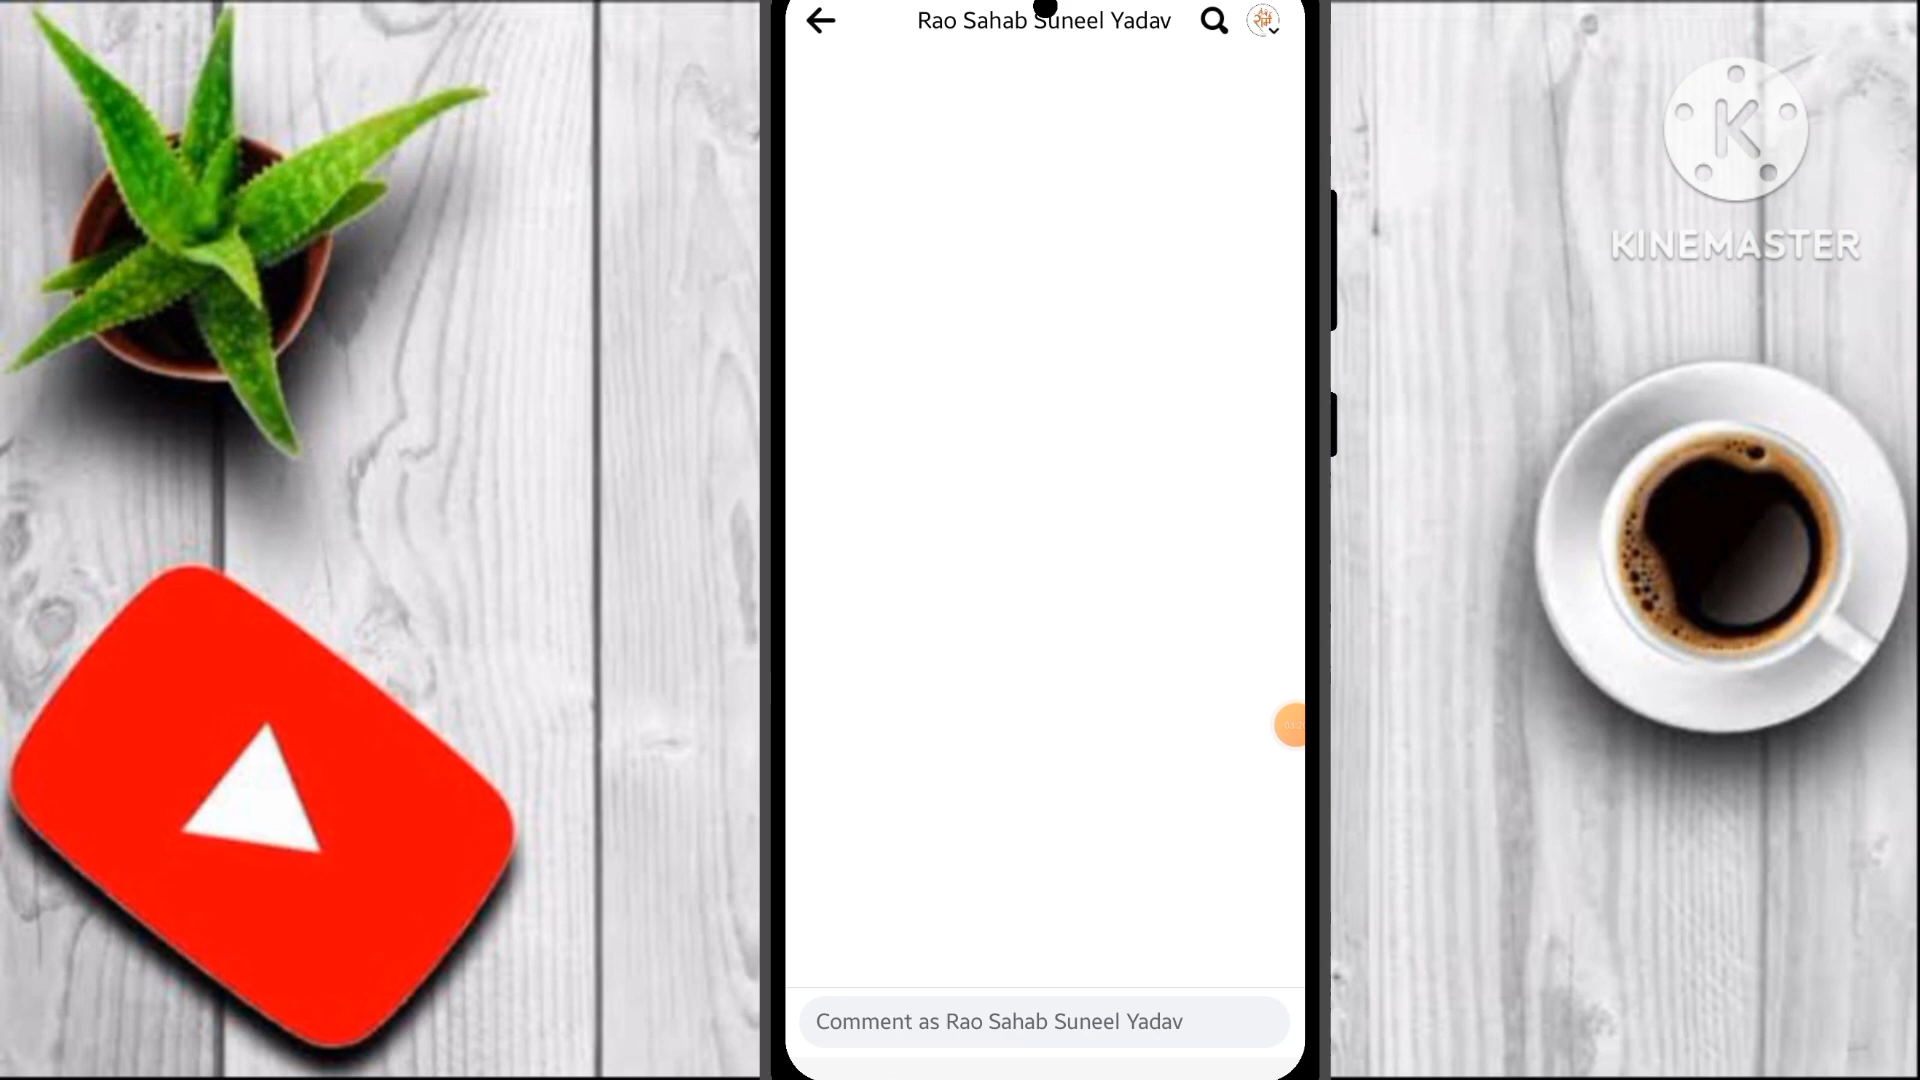 Rao Sahab Suneel Yadav
K
KINEMASTER
Comment as Rao Sahab Suneel Yadav